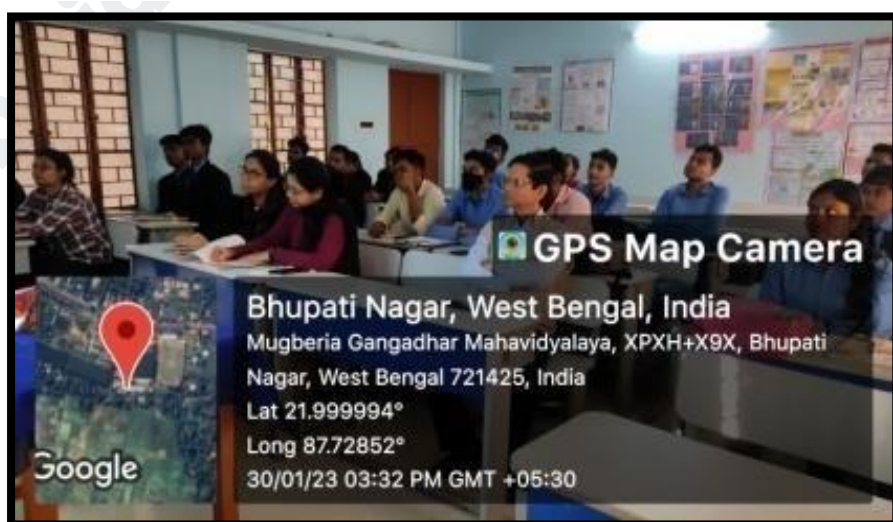 GPS Map Camera
Bhupati Nagar, West Bengal, India
Mugberia Gangadhar Mahavidyalaya, XPXH+X9X, Bhupati
Nagar, West Bengal 721425, India
Lat 21.999994°
Long 87.72852°
30/01/23 03:32 PM GMT +05:30
Google